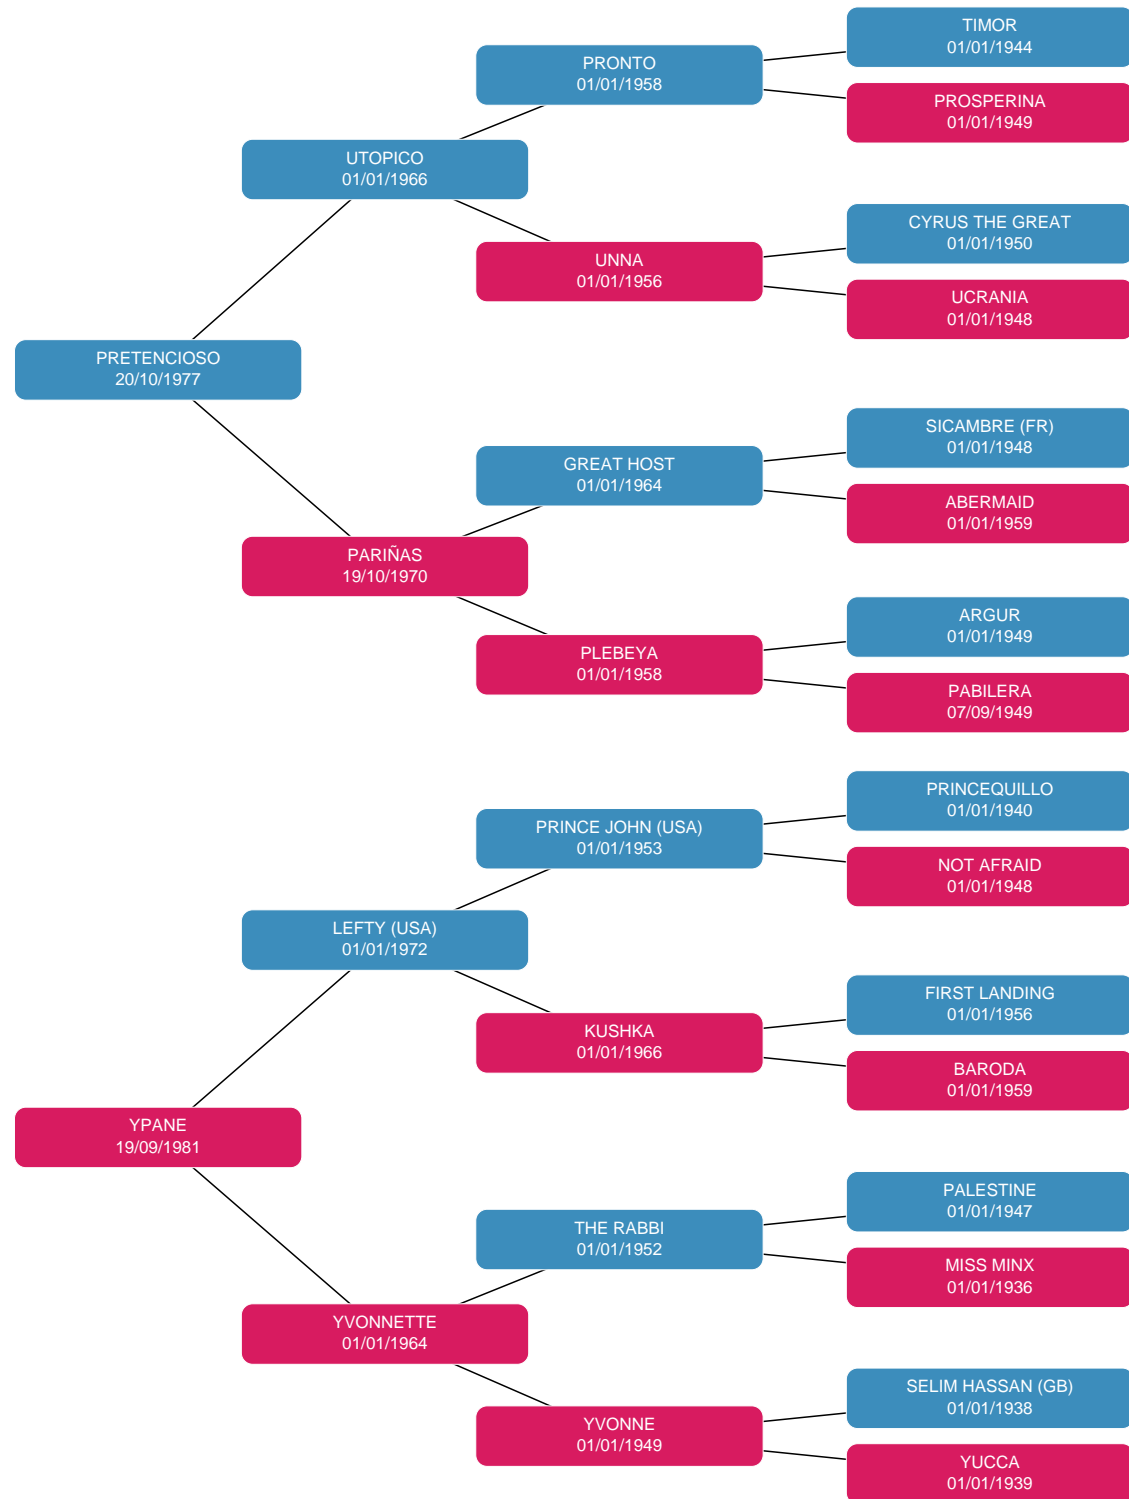 TIMOR
01/01/1944
PRONTO
01/01/1958
PROSPERINA
01/01/1949
UTOPICO
01/01/1966
CYRUS THE GREAT
01/01/1950
UNNA
01/01/1956
UCRANIA
01/01/1948
PRETENCIOSO
20/10/1977
SICAMBRE (FR)
01/01/1948
GREAT HOST
01/01/1964
ABERMAID
01/01/1959
PARIÑAS
19/10/1970
ARGUR
01/01/1949
PLEBEYA
01/01/1958
PABILERA
07/09/1949
PRINCEQUILLO
01/01/1940
PRINCE JOHN (USA)
01/01/1953
NOT AFRAID
01/01/1948
LEFTY (USA)
01/01/1972
FIRST LANDING
01/01/1956
KUSHKA
01/01/1966
BARODA
01/01/1959
YPANE
19/09/1981
PALESTINE
01/01/1947
THE RABBI
01/01/1952
MISS MINX
01/01/1936
YVONNETTE
01/01/1964
SELIM HASSAN (GB)
01/01/1938
YVONNE
01/01/1949
YUCCA
01/01/1939